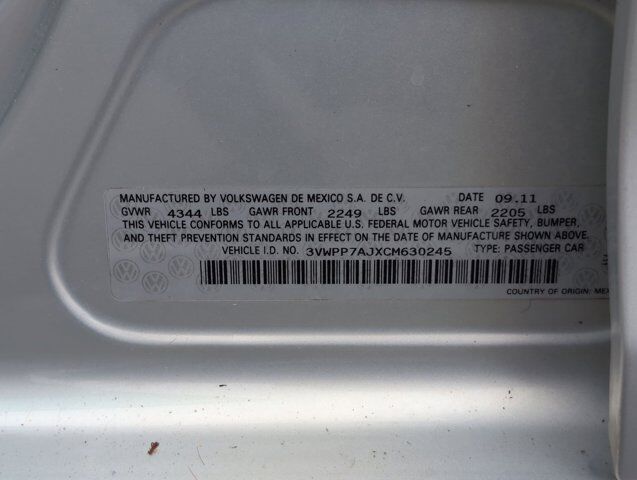 MANUFACTURED BY VOLKSWAGEN DE MEXICO S.A. DE C.V. DATE 09.11
GVWR 4344 LBS GAWR FRONT 2249 LBS GAWR REAR 2205 LBS
THIS VEHICLE CONFORMS TO ALL APPLICABLE U.S. FEDERAL MOTOR VEHICLE SAFETY, BUMPER,
AND THEFT PREVENTION STANDARDS IN EFFECT ON THE DATE OF MANUFACTURE SHOWN ABOVE.
VEHICLE I.D. NO. 3VWPP7AJXCM630245 TYPE: PASSENGER CAR
COUNTRY OF ORIGIN: